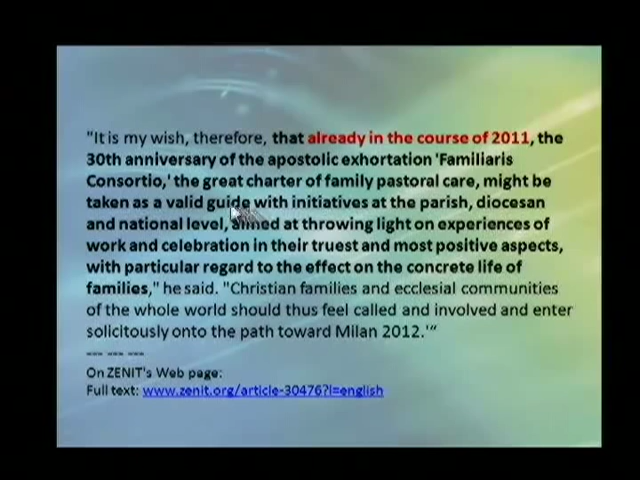 "It is my wish, therefore, that already in the course of 2011, the
30th anniversary of the apostolic exhortation 'Familiaris
Consortio,' the great charter of family pastoral care, might be
taken as a valid guide with initiatives at the parish, diocesan
and national level, aimed at throwing light on experiences of
work and celebration in their truest and most positive aspects,
with particular regard to the effect on the concrete life of
families," he said. "Christian families and ecclesial communities
of the whole world should thus feel called and involved and enter
solicitously onto the path toward Milan 2012.'“
--- --- ---
On ZENIT's Web page:
Full text: www.zenit.org/article-30476?l=english